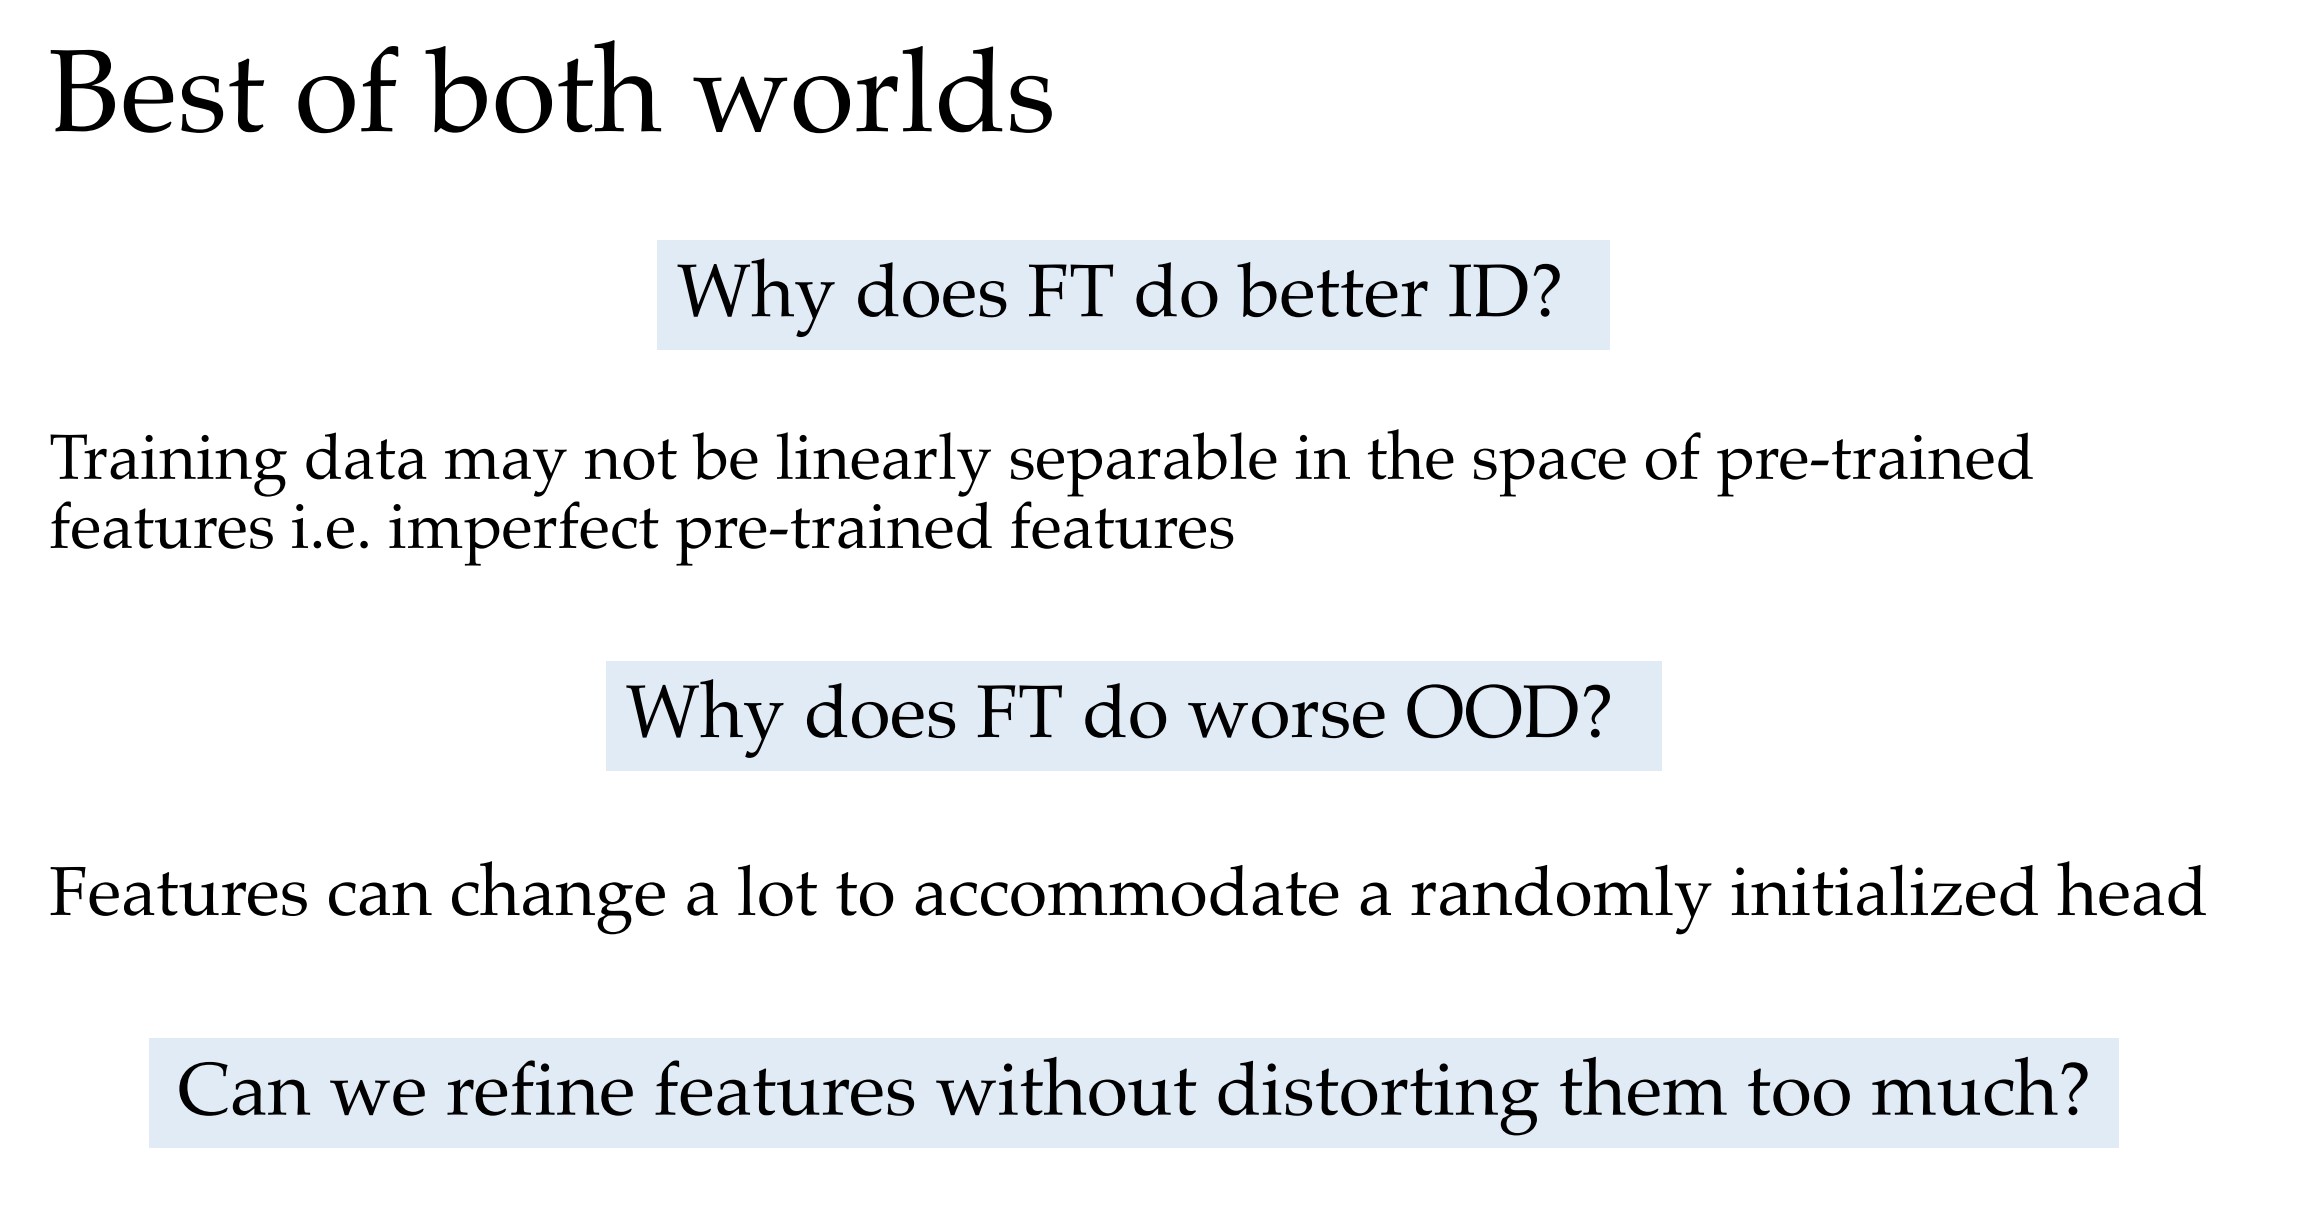 Best of both worlds
Why does FT do better ID?
Training data may not be linearly separable in the space of pre-trained
features i.e. imperfect pre-trained features
Why does FT do worse OOD?
Features can change a lot to accommodate a randomly initialized head
Can we refine features without distorting them too much?